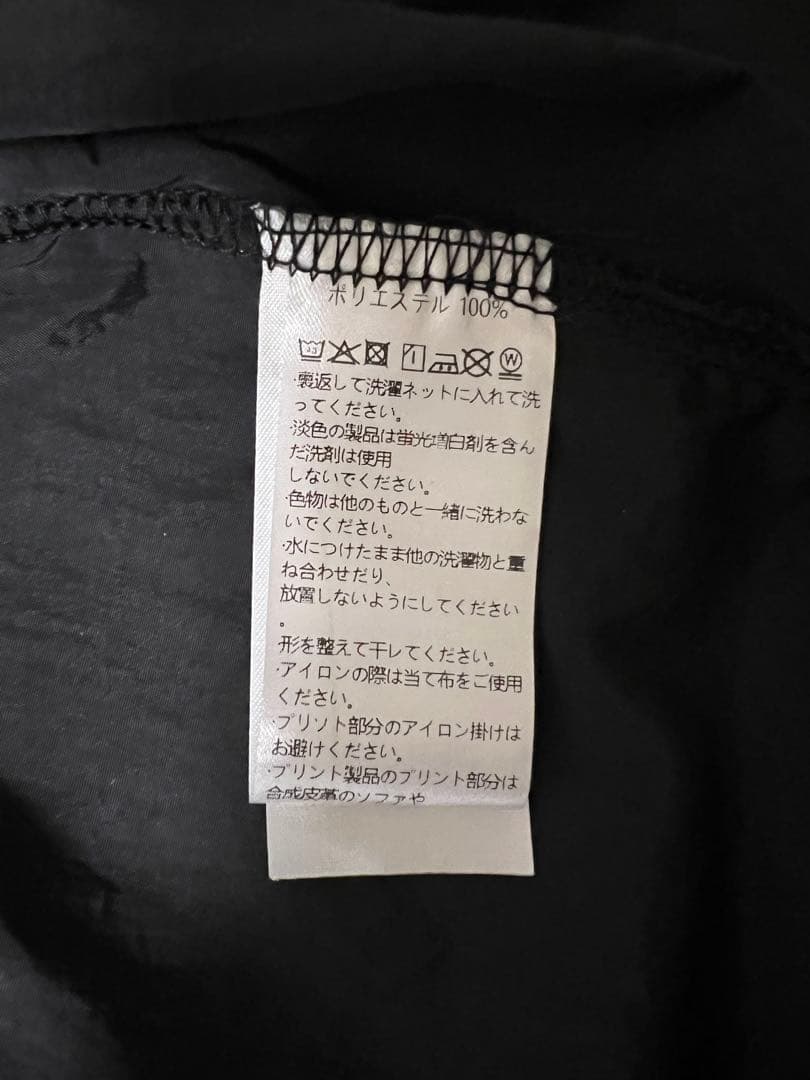 ポリエステル 100%
・裏返して洗濯ネットに入れて洗
ってください。
・淡色の製品は蛍光増白剤を含ん
だ洗剤は使用
しないでください。
・色物は他のものと一緒に洗わな
いでください。
・水につけたまま他の洗濯物と重
ね合わせだり、
放置しないようにしてください
。
形を整えて干レてください。
・アイロンの際は当て布をご使用
ください。
・プリソト部分のアイロン掛けは
お避けください。
・プリント製品のプリント部分は
合成皮革のソファや